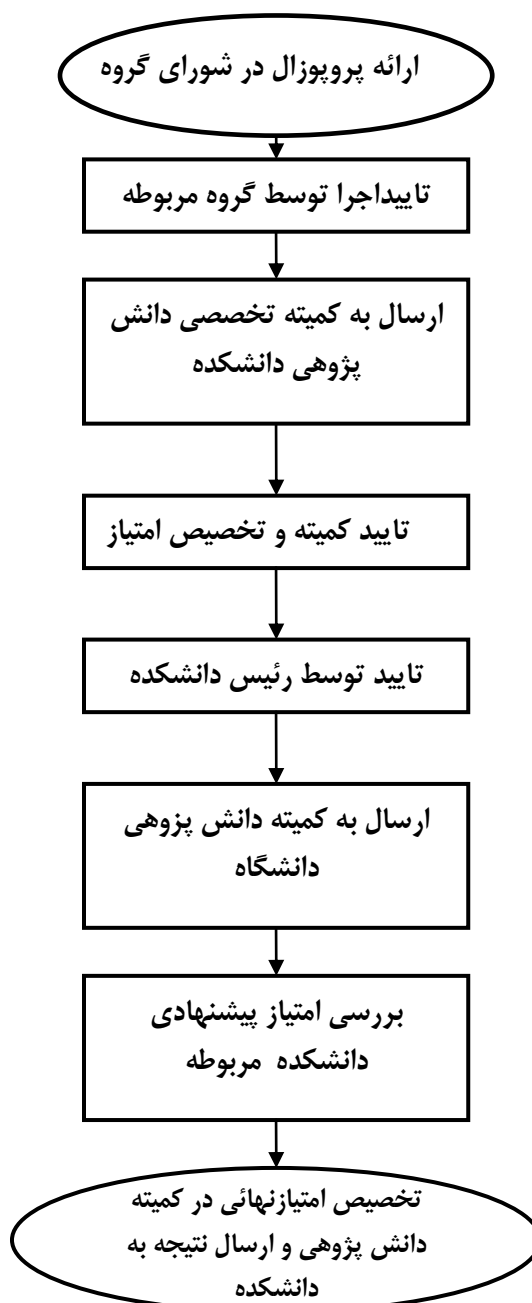 ارائه پروپوزال در شورای گروه
تاییداجرا توسط گروه مربوطه
ارسال به کمیته تخصصی دانش
پژوهی دانشکده
تایید کمیته و تخصیص امتیاز
تایید توسط رئیس دانشکده
ارسال به کمیته دانش پزوهی
دانشگاه
بررسی امتیاز پیشنهادی
دانشکده مربوطه
تخصیص امتیازنهائی در کمیته
دانش پژوهی و ارسال نتیجه به
دانشکده